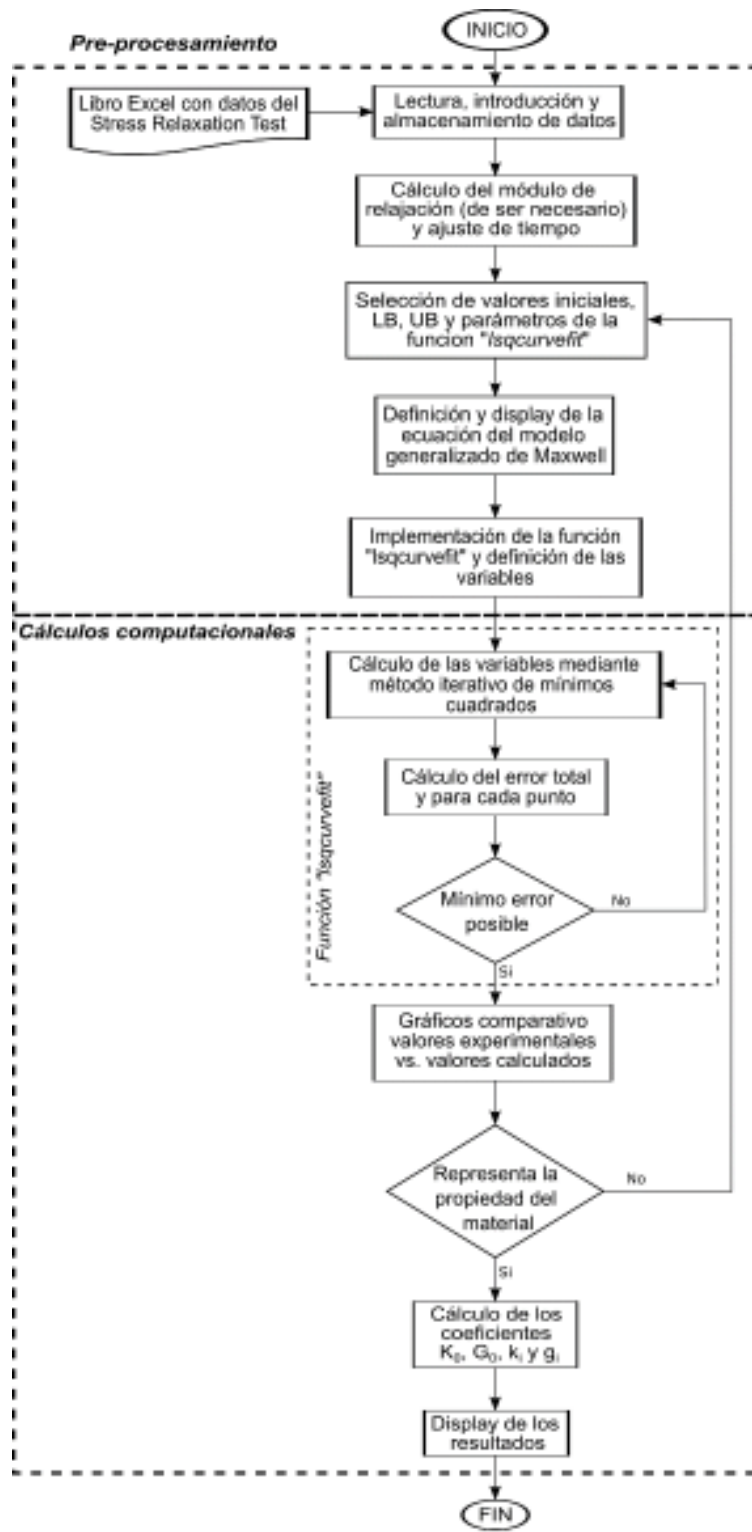 INICIO
Pre-procesamiento
Libro Excel con datos del
Stress Relaxation Test
Lectura, introducción y
almacenamiento de datos
Cálculo del módulo de
relajación (de ser necesario)
y ajuste de tiempo
Selección de valores iniciales,
LB, UB y parámetros de la
funcion "lsqcurvefit"
Definición y display de la
ecuación del modelo
generalizado de Maxwell
Implementación de la función
"lsqcurvefit" y definición de las
variables
Cálculos computacionales
Función "lsqcurvefit"
Cálculo de las variables mediante
método iterativo de mínimos
cuadrados
Cálculo del error total
y para cada punto
Mínimo error
posible
No
Si
Gráficos comparativo
valores experimentales
vs. valores calculados
Representa la
propiedad del
material
No
Si
Cálculo de los
coeficientes
K₀, G₀, kᵢ y gᵢ
Display de los
resultados
FIN